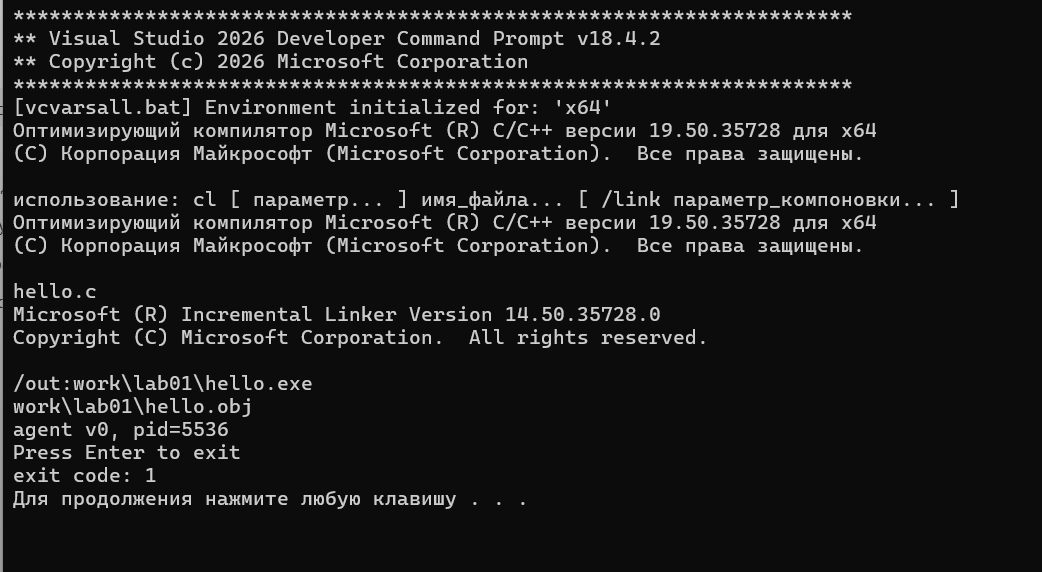 **********************************************************************
** Visual Studio 2026 Developer Command Prompt v18.4.2
** Copyright (c) 2026 Microsoft Corporation
**********************************************************************
[vcvarsall.bat] Environment initialized for: 'x64'
Оптимизирующий компилятор Microsoft (R) C/C++ версии 19.50.35728 для x64
(C) Корпорация Майкрософт (Microsoft Corporation).  Все права защищены.
использование: cl [ параметр... ] имя_файла... [ /link параметр_компоновки... ]
Оптимизирующий компилятор Microsoft (R) C/C++ версии 19.50.35728 для x64
(C) Корпорация Майкрософт (Microsoft Corporation).  Все права защищены.
hello.c
Microsoft (R) Incremental Linker Version 14.50.35728.0
Copyright (C) Microsoft Corporation.  All rights reserved.
/out:work\lab01\hello.exe
work\lab01\hello.obj
agent v0, pid=5536
Press Enter to exit
exit code: 1
Для продолжения нажмите любую клавишу . . .